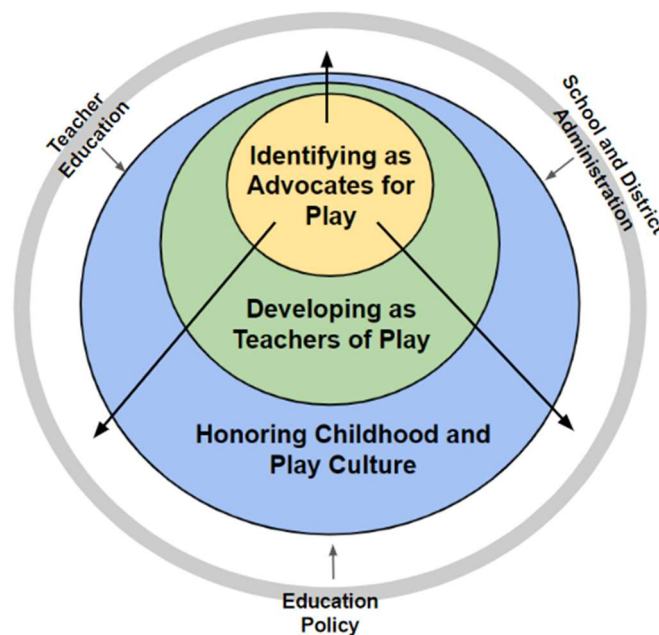 Teacher
Education
School and District
Administration
Identifying as
Advocates for
Play
Developing as
Teachers of Play
Honoring Childhood and
Play Culture
Education
Policy